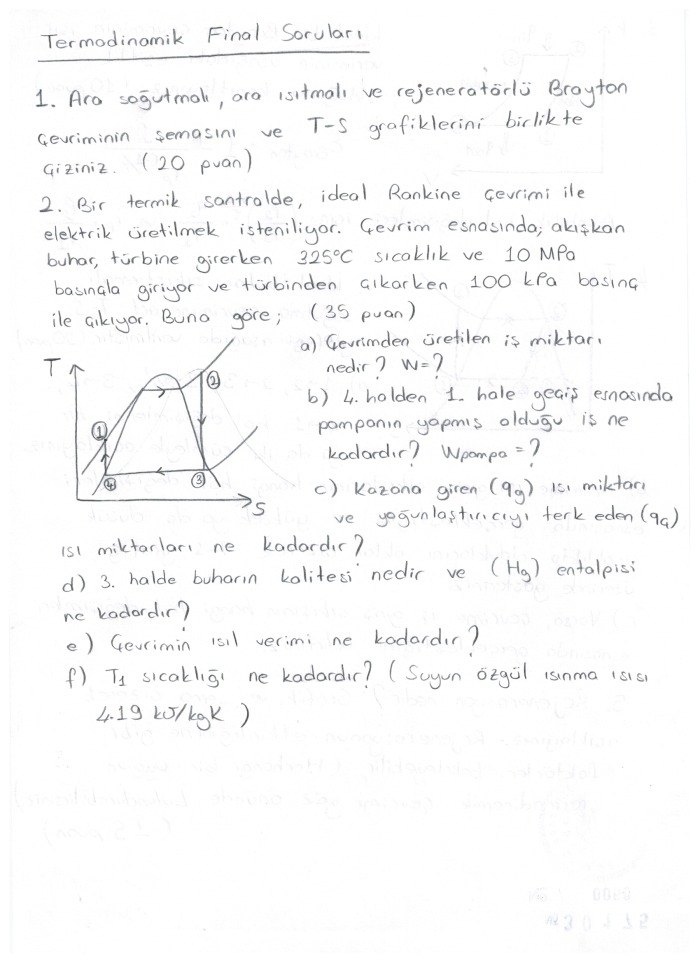 Termodinamik Final Soruları
1. Ara soğutmalı, ara ısıtmalı ve rejeneratörlü Brayton
Çevriminin şemasını ve T-S grafiklerini birlikte
çiziniz. (20 puan)
2. Bir termik santralde, ideal Rankine çevrimi ile
elektrik üretilmek isteniliyor. Çevrim esnasında, akışkan
buhar, türbine girerken 325°C sıcaklık ve 10 MPa
basınçla giriyor ve türbinden çıkarken 100 kPa basınç
ile çıkıyor. Buna göre; (35 puan)
a) Çevrimden üretilen iş miktarı
nedir? W=?
b) 4. halden 1. hale geçiş esnasında
pompanın yapmış olduğu iş ne
kadardır? Wpompa = ?
c) Kazana giren (qg) ısı miktarı
ve yoğunlaştırıcıyı terk eden (qç)
ısı miktarları ne kadardır?
d) 3. halde buharın kalitesi nedir ve (H3) entalpisi
ne kadardır?
e) Çevrimin ısıl verimi ne kadardır?
f) T1 sıcaklığı ne kadardır? (Suyun özgül ısınma ısısı
4.19 kJ/kgK)
T
1
2
3
4
S